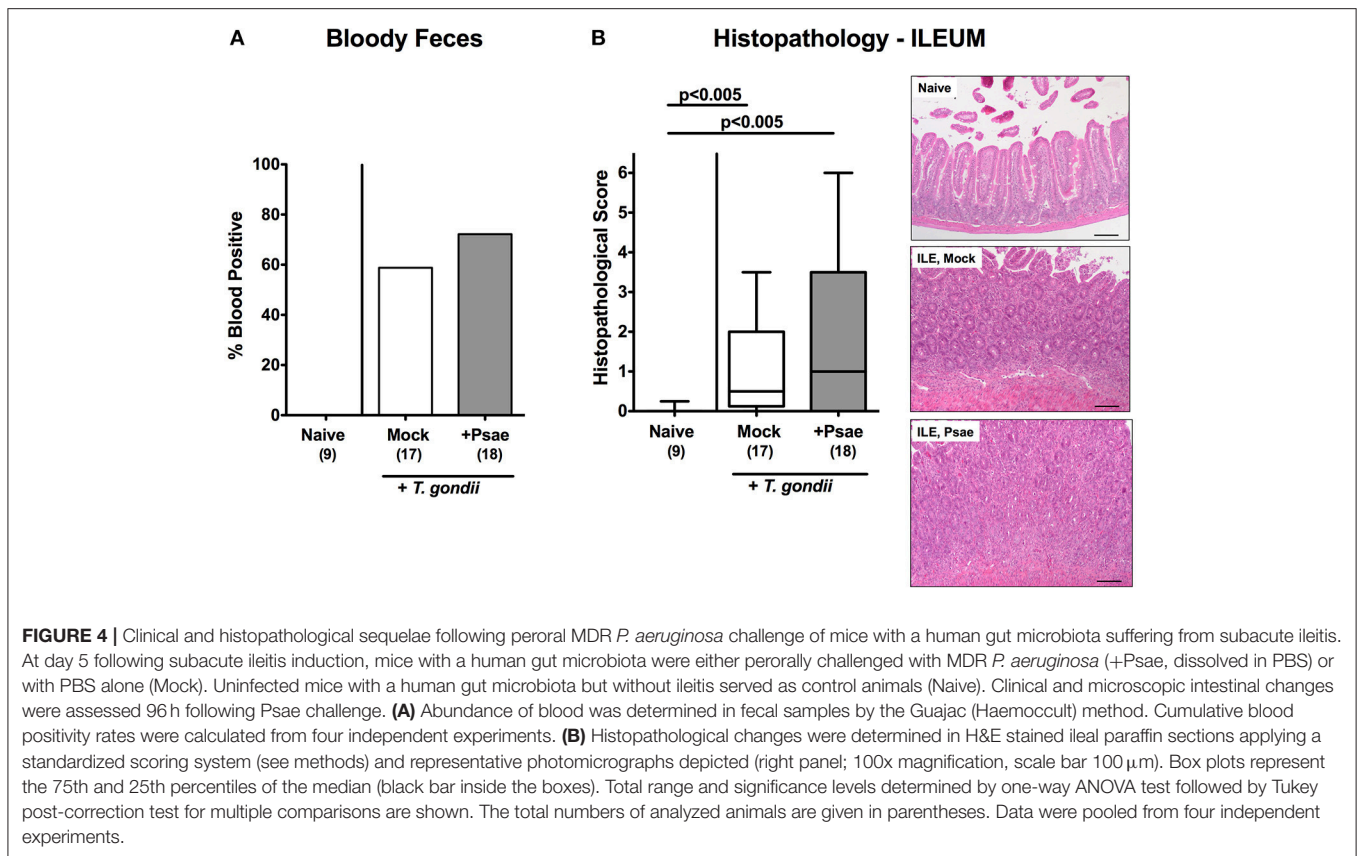 A Bloody Feces
% Blood Positive
100
80
60
40
20
0
Naive Mock +Psae
(9) (17) (18)
+ T. gondii
B Histopathology - ILEUM
p<0.005
p<0.005
Histopathological Score
6
5
4
3
2
1
0
Naive Mock +Psae
(9) (17) (18)
+ T. gondii
Naive
ILE, Mock
ILE, Psae
FIGURE 4 | Clinical and histopathological sequelae following peroral MDR P. aeruginosa challenge of mice with a human gut microbiota suffering from subacute ileitis.
At day 5 following subacute ileitis induction, mice with a human gut microbiota were either perorally challenged with MDR P. aeruginosa (+Psae, dissolved in PBS) or
with PBS alone (Mock). Uninfected mice with a human gut microbiota but without ileitis served as control animals (Naive). Clinical and microscopic intestinal changes
were assessed 96 h following Psae challenge. (A) Abundance of blood was determined in fecal samples by the Guajac (Haemoccult) method. Cumulative blood
positivity rates were calculated from four independent experiments. (B) Histopathological changes were determined in H&E stained ileal paraffin sections applying a
standardized scoring system (see methods) and representative photomicrographs depicted (right panel; 100x magnification, scale bar 100 μm). Box plots represent
the 75th and 25th percentiles of the median (black bar inside the boxes). Total range and significance levels determined by one-way ANOVA test followed by Tukey
post-correction test for multiple comparisons are shown. The total numbers of analyzed animals are given in parentheses. Data were pooled from four independent
experiments.